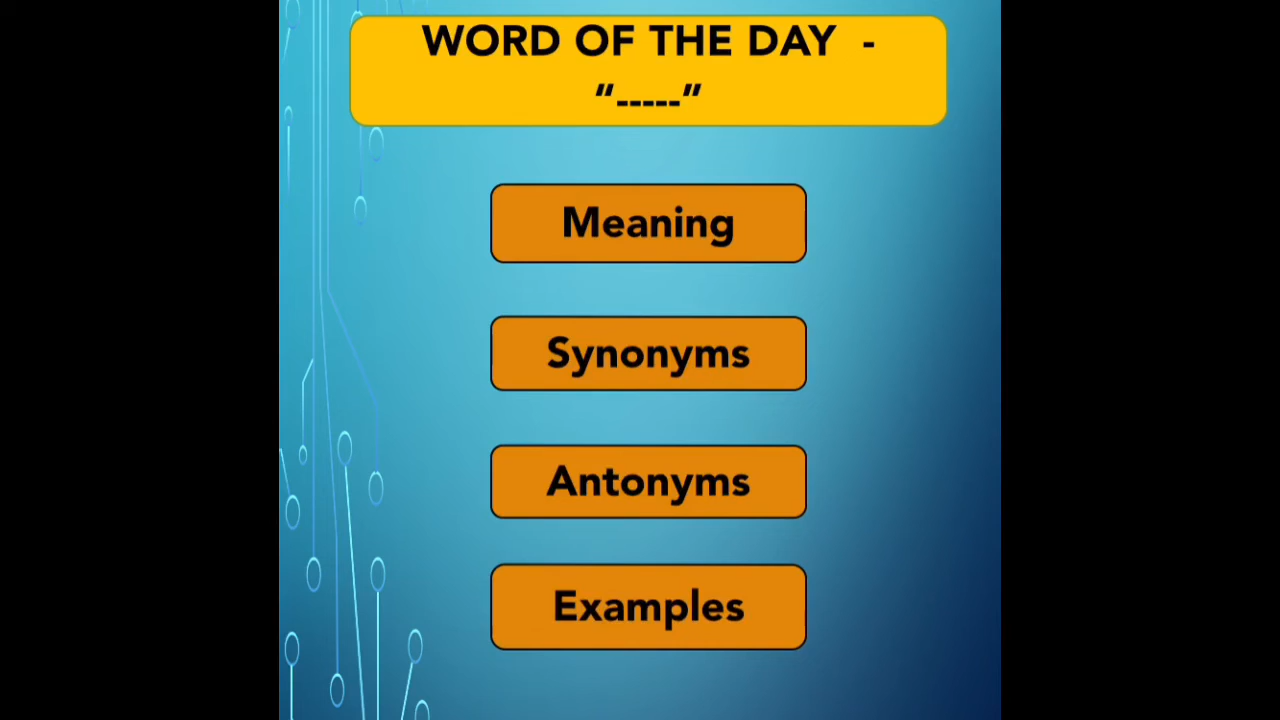 WORD OF THE DAY -
“-----”
Meaning
Synonyms
Antonyms
Examples